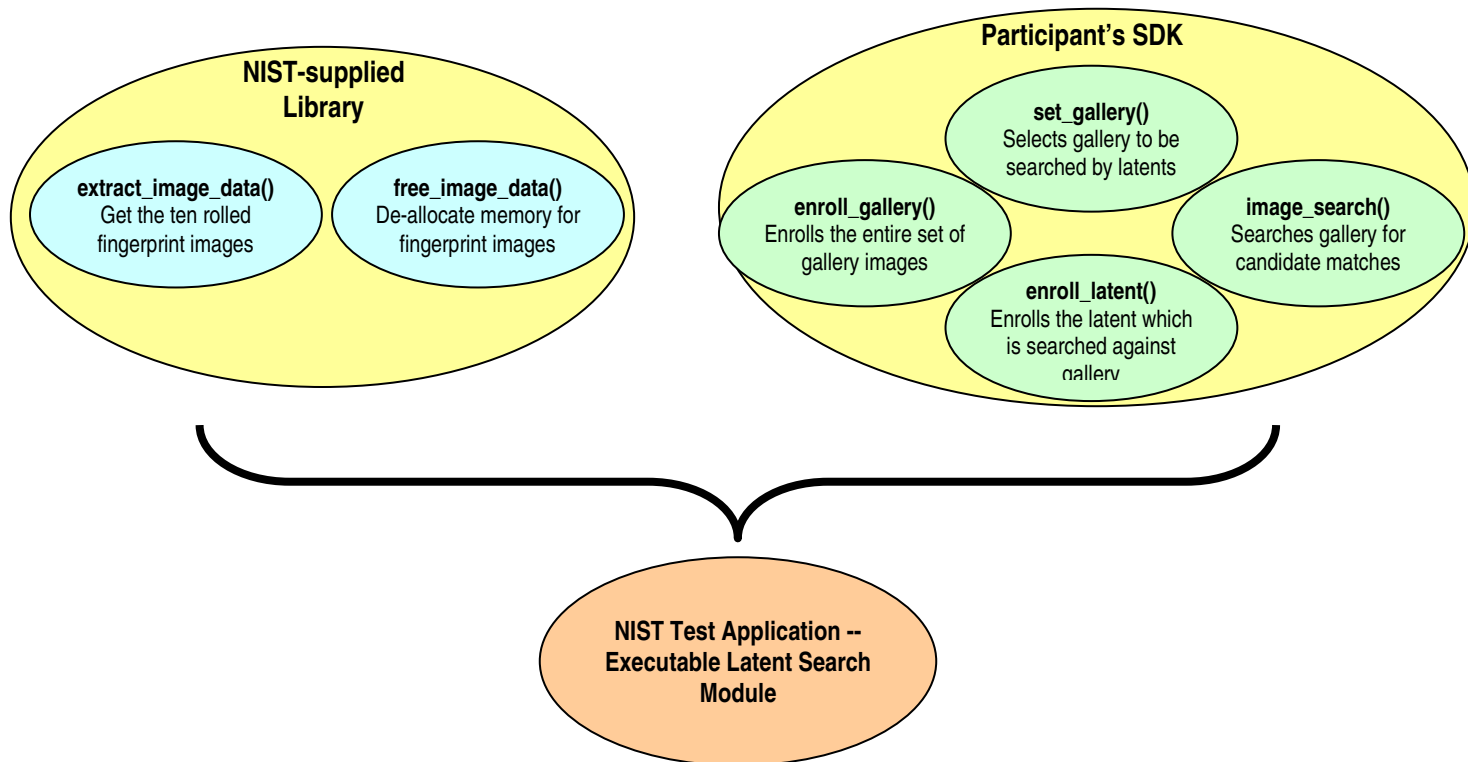 NIST-supplied
Library
extract_image_data()
Get the ten rolled
fingerprint images
free_image_data()
De-allocate memory for
fingerprint images
Participant's SDK
set_gallery()
Selects gallery to be
searched by latents
enroll_gallery()
Enrolls the entire set of
gallery images
image_search()
Searches gallery for
candidate matches
enroll_latent()
Enrolls the latent which
is searched against
gallery
NIST Test Application --
Executable Latent Search
Module